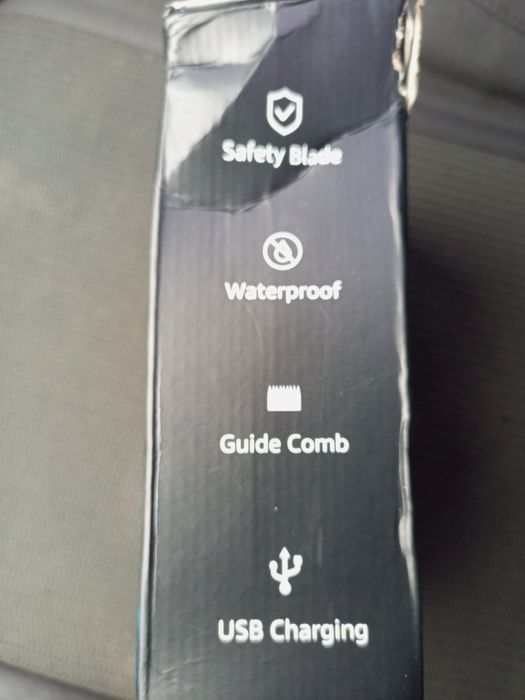 Safety Blade
Waterproof
Guide Comb
USB Charging